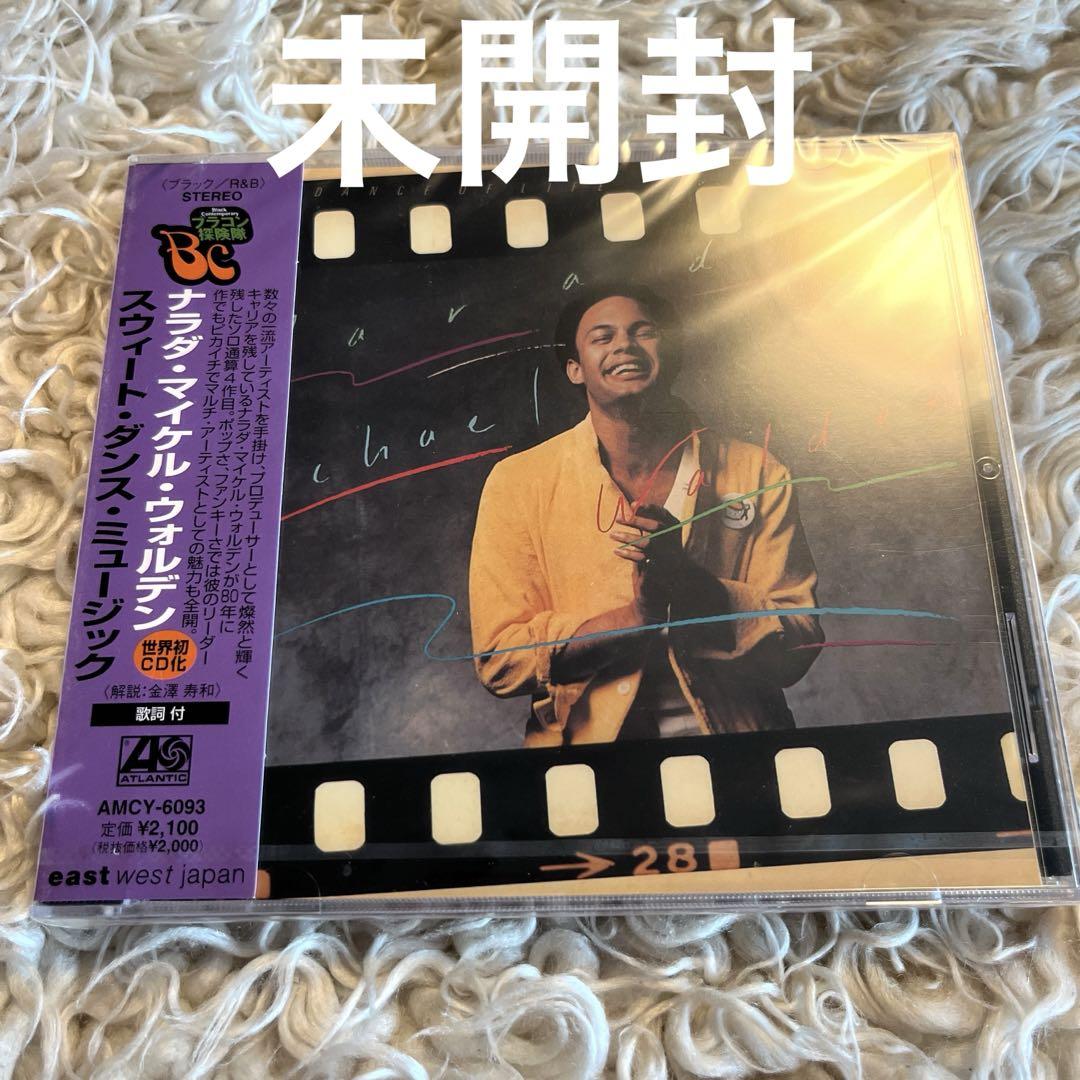 未開封
〈ブラック／R&B〉
STEREO
Black
Contemporary
ブラコン
探険隊
BC
数々の一流アーティストを手掛け、プロデューサーとして燦然と輝く
キャリアを残しているナラダ・マイケル・ウォルデンが80年に
残したソロ通算4作目。ポップさ、ファンキーさでは彼のリーダー
作でもピカイチでマルチ・アーティストとしての魅力も全開。
ナラダ・マイケル・ウォルデン
スウィート・ダンス・ミュージック
世界初
CD化
〈解説：金澤 寿和〉
歌詞 付
ATLANTIC
AMCY-6093
定価 ¥2,100
(税抜価格¥2,000)
east west japan
DANCE OF LIFE
arad
chael
Walde
→28